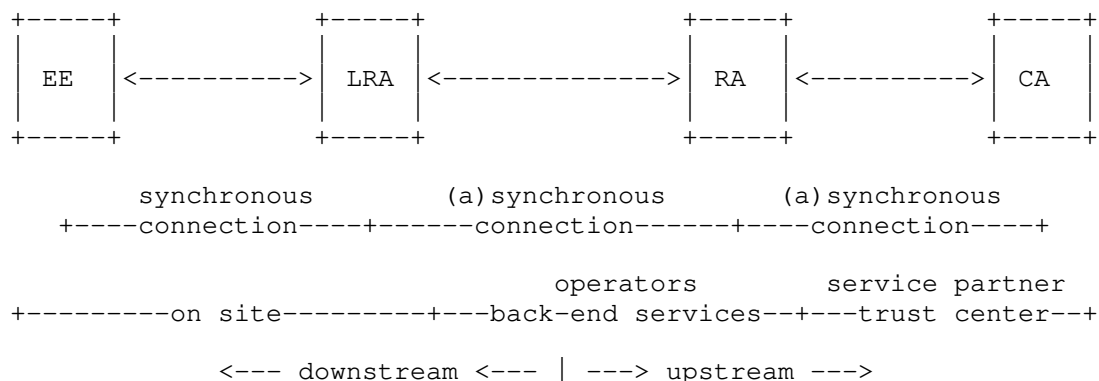 EE <----------> LRA <--------------> RA <----------> CA
synchronous (a)synchronous (a)synchronous
+----connection----+------connection------+----connection----+
operators service partner
+---------on site---------+---back-end services--+---trust center--+
<--- downstream <--- | ---> upstream --->